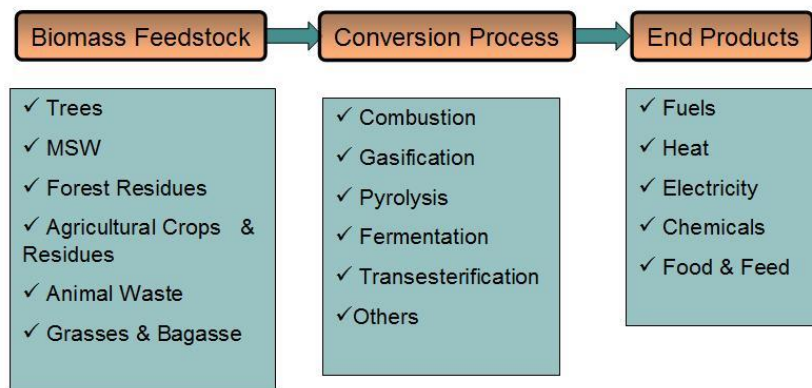 Biomass Feedstock
Conversion Process
End Products
✓ Trees
✓ MSW
✓ Forest Residues
✓ Agricultural Crops &
Residues
✓ Animal Waste
✓ Grasses & Bagasse
✓ Combustion
✓ Gasification
✓ Pyrolysis
✓ Fermentation
✓ Transesterification
✓Others
✓ Fuels
✓ Heat
✓ Electricity
✓ Chemicals
✓ Food & Feed